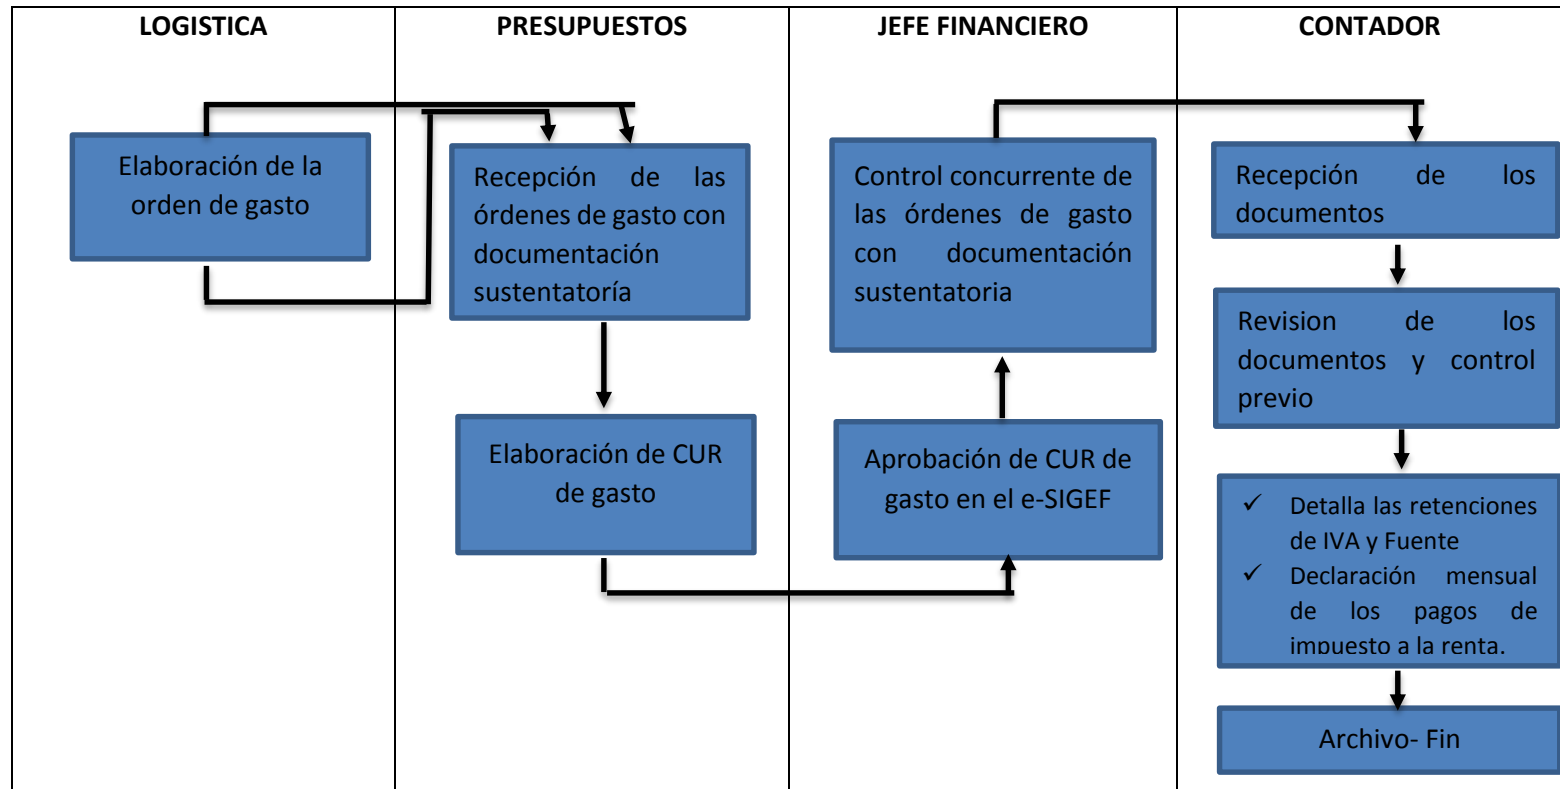 LOGISTICA
PRESUPUESTOS
JEFE FINANCIERO
CONTADOR
Elaboración de la
orden de gasto
Recepción de las
órdenes de gasto con
documentación
sustentatoría
Elaboración de CUR
de gasto
Control concurrente de
las órdenes de gasto
con documentación
sustentatoria
Aprobación de CUR de
gasto en el e-SIGEF
Recepción de los
documentos
Revision de los
documentos y control
previo
✓ Detalla las retenciones
de IVA y Fuente
✓ Declaración mensual
de los pagos de
impuesto a la renta.
Archivo- Fin